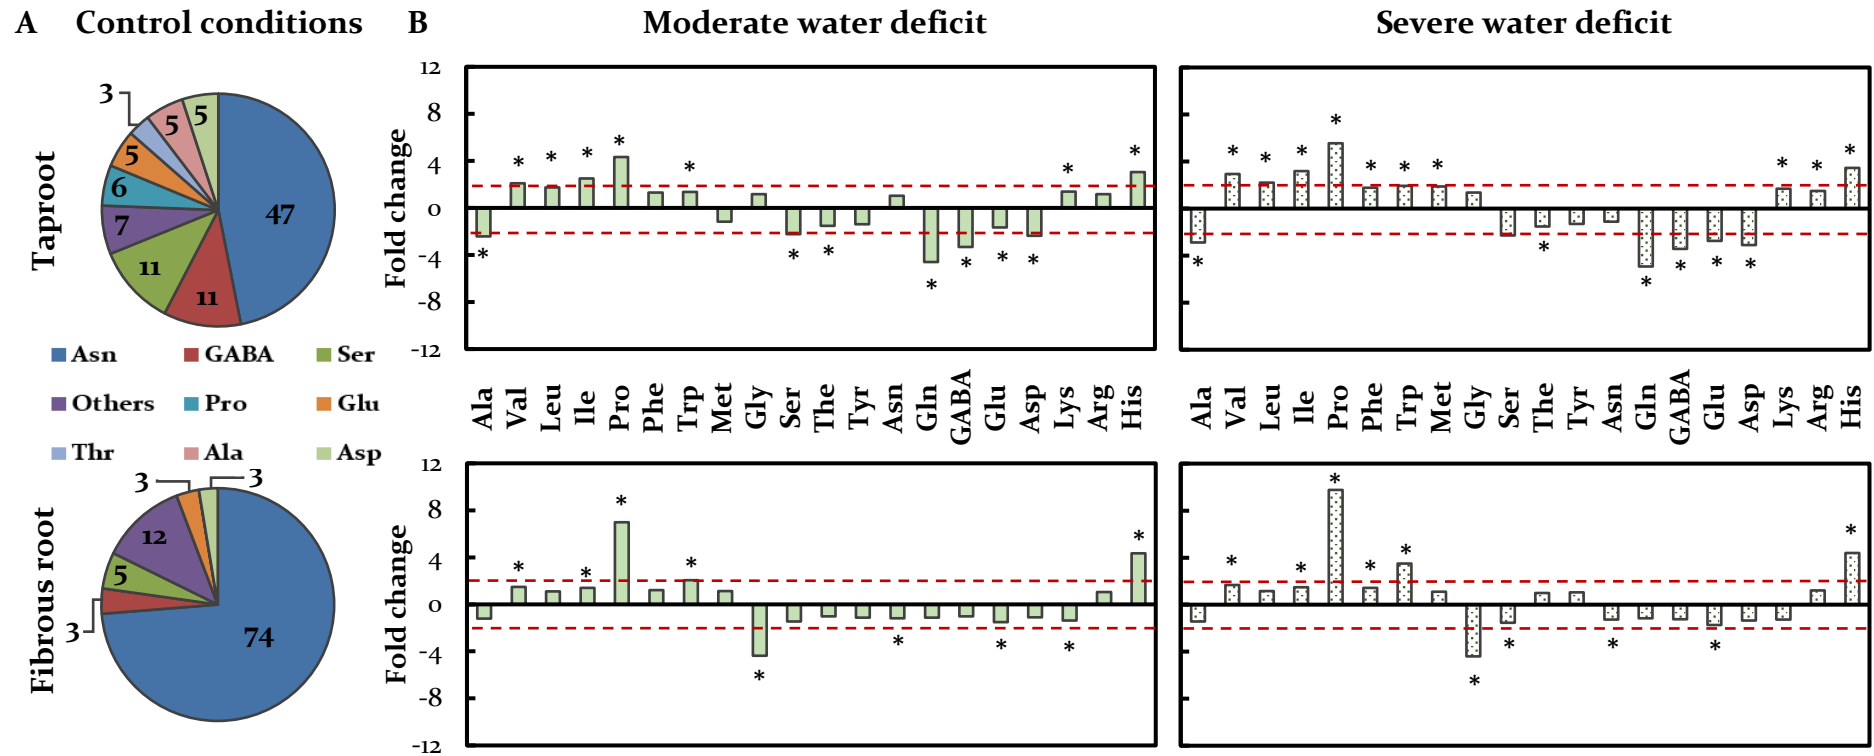 A Control conditions B Moderate water deficit Severe water deficit
Taproot
3
5
5
5
6
7
11
11
47
Fold change
12
8
4
0
-4
-8
-12
* * * * * * * * * * * * * * *
* * * * * * * * * * * * * * * *
Asn GABA Ser
Others Pro Glu
Thr Ala Asp
Ala Val Leu Ile Pro Phe Trp Met Gly Ser The Tyr Asn Gln GABA Glu Asp Lys Arg His
Ala Val Leu Ile Pro Phe Trp Met Gly Ser The Tyr Asn Gln GABA Glu Asp Lys Arg His
Fibrous root
3
3
12
5
3
74
Fold change
12
8
4
0
-4
-8
-12
* * * * * * * * *
* * * * * * * * * *